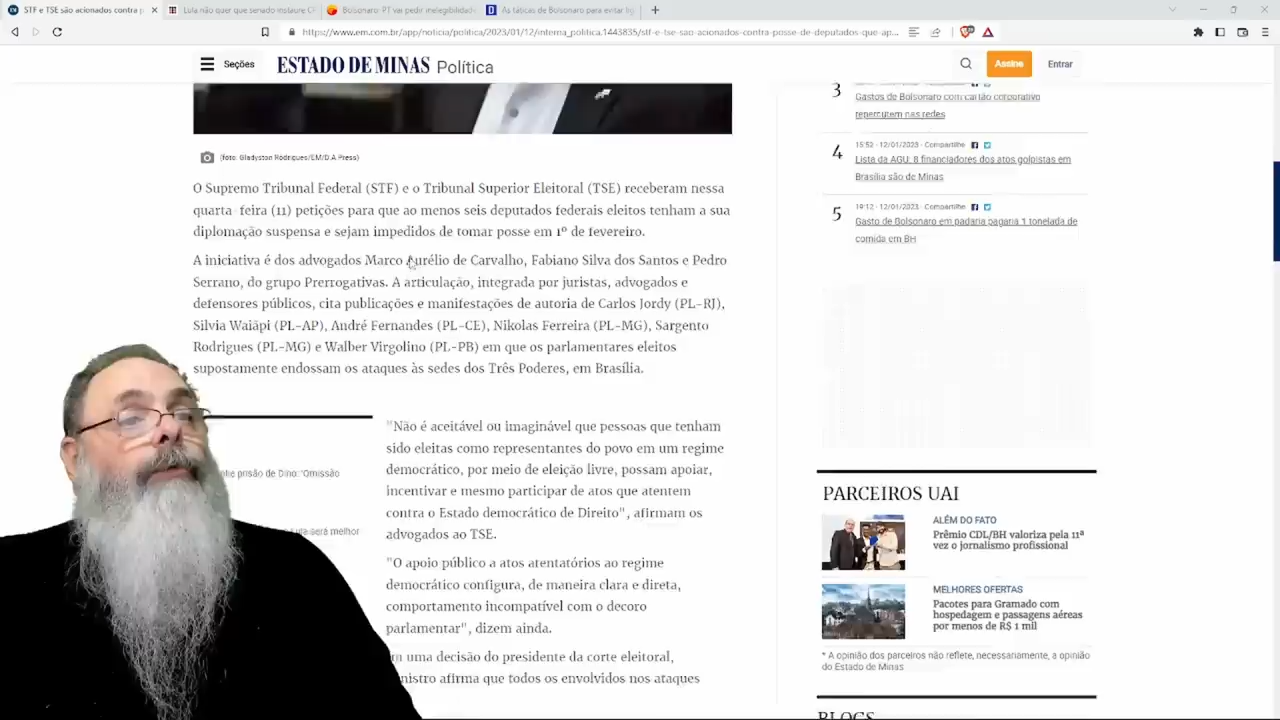 STF e TSE são acionados contra p
Lula não quer que senado instaure C
Bolsonaro: PT vai pedir inelegibilidade
As táticas de Bolsonaro para evitar
https://www.em.com.br/app/noticia/politica/2023/01/12/interna_politica,1443835/stf-e-tse-sao-acionados-contra-posse-de-deputados-que-ap...
Seções
ESTADO DE MINAS Política
Assine
Entrar
(foto: Gladyston Rodrigues/EM/D.A Press)
O Supremo Tribunal Federal (STF) e o Tribunal Superior Eleitoral (TSE) receberam nessa
quarta-feira (11) petições para que ao menos seis deputados federais eleitos tenham a sua
diplomação suspensa e sejam impedidos de tomar posse em 1º de fevereiro.
A iniciativa é dos advogados Marco Aurélio de Carvalho, Fabiano Silva dos Santos e Pedro
Serrano, do grupo Prerrogativas. A articulação, integrada por juristas, advogados e
defensores públicos, cita publicações e manifestações de autoria de Carlos Jordy (PL-RJ),
Silvia Waiãpi (PL-AP), André Fernandes (PL-CE), Nikolas Ferreira (PL-MG), Sargento
Rodrigues (PL-MG) e Walber Virgolino (PL-PB) em que os parlamentares eleitos
supostamente endossam os ataques às sedes dos Três Poderes, em Brasília.
prisão de Dino: 'Omissão
será melhor
"Não é aceitável ou imaginável que pessoas que tenham
sido eleitas como representantes do povo em um regime
democrático, por meio de eleição livre, possam apoiar,
incentivar e mesmo participar de atos que atentem
contra o Estado democrático de Direito", afirmam os
advogados ao TSE.
"O apoio público a atos atentatórios ao regime
democrático configura, de maneira clara e direta,
comportamento incompatível com o decoro
parlamentar", dizem ainda.
uma decisão do presidente da corte eleitoral,
nistro afirma que todos os envolvidos nos ataques
3
Gastos de Bolsonaro com cartão corporativo
repercutem nas redes
4
15:52 - 12/01/2023 - Compartilhe
Lista da AGU: 8 financiadores dos atos golpistas em
Brasília são de Minas
5
19:12 - 12/01/2023 - Compartilhe
Gasto de Bolsonaro em padaria pagaria 1 tonelada de
comida em BH
PARCEIROS UAI
ALÉM DO FATO
Prêmio CDL/BH valoriza pela 11ª
vez o jornalismo profissional
MELHORES OFERTAS
Pacotes para Gramado com
hospedagem e passagens aéreas
por menos de R$ 1 mil
* A opinião dos parceiros não reflete, necessariamente, a opinião
do Estado de Minas
BLOGS